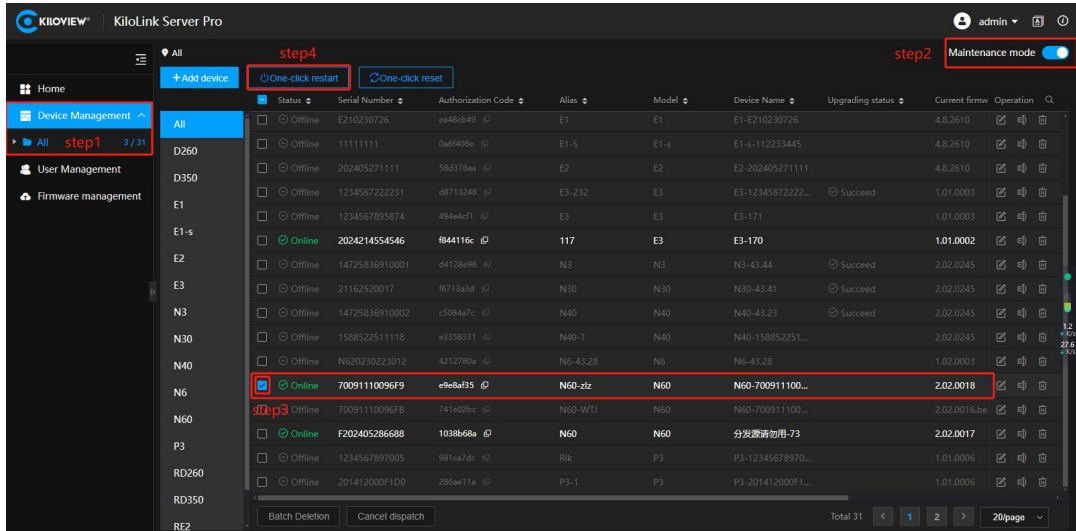 KILOVIEW® KiloLink Server Pro admin
All
step4
step2 Maintenance mode
+ Add device One-click restart One-click reset
Home
Device Management
All step1 3 / 31
User Management
Firmware management
All
D260
D350
E1
E1-s
E2
E3
N3
N30
N40
N6
N60
P3
RD260
RD350
RE2
Status Serial Number Authorization Code Alias Model Device Name Upgrading status Current firmw Operation
Offline E210230726 ea48cb49 E1 E1 E1-E210230726 4.8.2610
Offline 11111111 0a6f408e E1-S E1-s E1-s-112233445 4.8.2610
Offline 202405271111 58d376aa E2 E2 E2-202405271111 4.8.2610
Offline 1234567222231 d8713248 E3-232 E3 E3-12345672222... Succeed 1.01.0003
Offline 1234567895874 494e4cf1 E3 E3 E3-171 1.01.0003
Online 2024214554546 f844116c 117 E3 E3-170 1.01.0002
Offline 14725836910001 d4128e96 N3 N3 N3-43.44 Succeed 2.02.0245
Offline 21162520017 f6713a3d N30 N30 N30-43.41 Succeed 2.02.0245
Offline 14725836910002 c5084a7c N40 N40 N40-43.23 Succeed 2.02.0245
Offline 1588522511118 e3358331 N40-T N40 N40-158852251... 2.02.0245
Offline N620230223012 4212780a N6-43.28 N6 N6-43.28 1.02.0003
Online 70091110096F9 e9e8af35 N60-zlz N60 N60-700911100... 2.02.0018
step3 Offline 70091110096FB 741e02bc N60-WTJ N60 N60-700911100... 2.02.0016.be
Online F202405286688 1038b68a N60 N60 分发源请勿用-73 2.02.0017
Offline 1234567897005 981ca7dc Rik P3 P3-12345678970... 1.01.0006
Offline 201412000F1D0 286ae11a P3-1 P3 P3-201412000F1... 1.01.0006
1.2
K/s
27.6
K/s
Batch Deletion Cancel dispatch Total 31 1 2 20/page